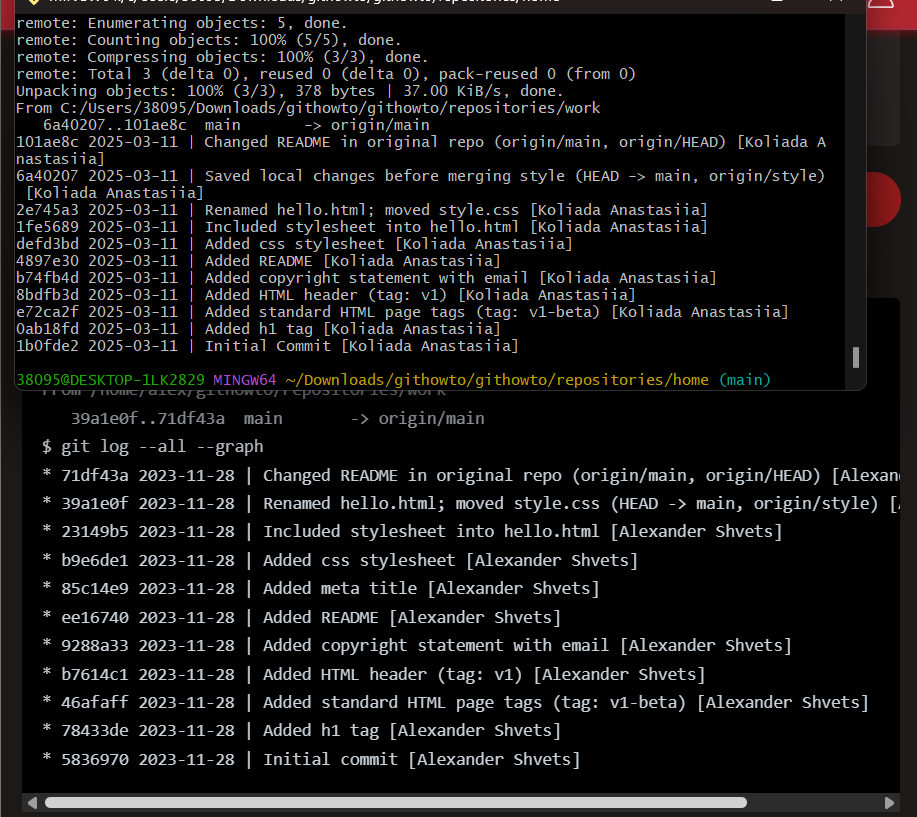 remote: Enumerating objects: 5, done.
remote: Counting objects: 100% (5/5), done.
remote: Compressing objects: 100% (3/3), done.
remote: Total 3 (delta 0), reused 0 (delta 0), pack-reused 0 (from 0)
Unpacking objects: 100% (3/3), 378 bytes | 37.00 KiB/s, done.
From C:/Users/38095/Downloads/githowto/githowto/repositories/work
   6a40207..101ae8c  main       -> origin/main
101ae8c 2025-03-11 | Changed README in original repo (origin/main, origin/HEAD) [Koliada A
nastasiia]
6a40207 2025-03-11 | Saved local changes before merging style (HEAD -> main, origin/style)
 [Koliada Anastasiia]
2e745a3 2025-03-11 | Renamed hello.html; moved style.css [Koliada Anastasiia]
1fe5689 2025-03-11 | Included stylesheet into hello.html [Koliada Anastasiia]
defd3bd 2025-03-11 | Added css stylesheet [Koliada Anastasiia]
4897e30 2025-03-11 | Added README [Koliada Anastasiia]
b74fb4d 2025-03-11 | Added copyright statement with email [Koliada Anastasiia]
8bdfb3d 2025-03-11 | Added HTML header (tag: v1) [Koliada Anastasiia]
e72ca2f 2025-03-11 | Added standard HTML page tags (tag: v1-beta) [Koliada Anastasiia]
0ab18fd 2025-03-11 | Added h1 tag [Koliada Anastasiia]
1b0fde2 2025-03-11 | Initial Commit [Koliada Anastasiia]
38095@DESKTOP-1LK2829 MINGW64 ~/Downloads/githowto/githowto/repositories/home (main)
From /home/alex/githowto/repositories/work
   39a1e0f..71df43a  main       -> origin/main
$ git log --all --graph
* 71df43a 2023-11-28 | Changed README in original repo (origin/main, origin/HEAD) [Alexan
* 39a1e0f 2023-11-28 | Renamed hello.html; moved style.css (HEAD -> main, origin/style) [
* 23149b5 2023-11-28 | Included stylesheet into hello.html [Alexander Shvets]
* b9e6de1 2023-11-28 | Added css stylesheet [Alexander Shvets]
* 85c14e9 2023-11-28 | Added meta title [Alexander Shvets]
* ee16740 2023-11-28 | Added README [Alexander Shvets]
* 9288a33 2023-11-28 | Added copyright statement with email [Alexander Shvets]
* b7614c1 2023-11-28 | Added HTML header (tag: v1) [Alexander Shvets]
* 46afaff 2023-11-28 | Added standard HTML page tags (tag: v1-beta) [Alexander Shvets]
* 78433de 2023-11-28 | Added h1 tag [Alexander Shvets]
* 5836970 2023-11-28 | Initial commit [Alexander Shvets]